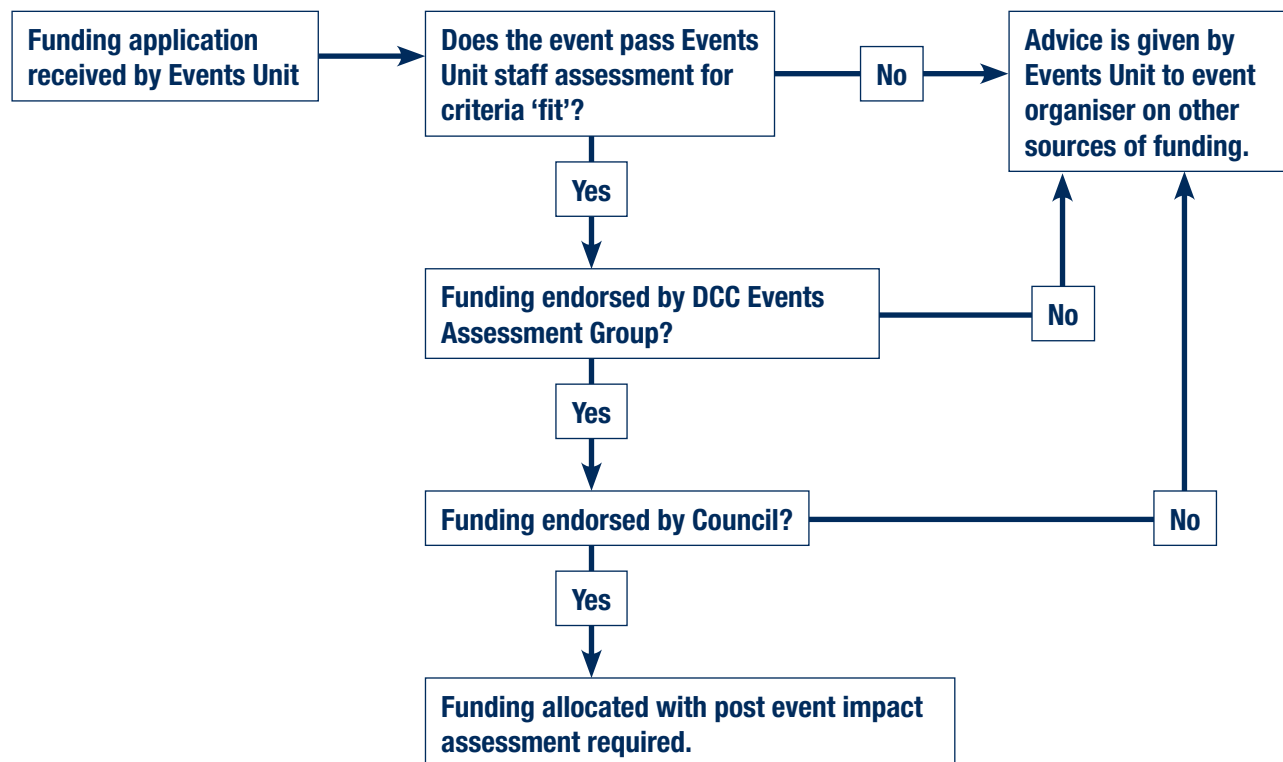 Funding application
received by Events Unit
Does the event pass Events
Unit staff assessment for
criteria ‘fit’?
No
Advice is given by
Events Unit to event
organiser on other
sources of funding.
Yes
Funding endorsed by DCC Events
Assessment Group?
No
Yes
Funding endorsed by Council?
No
Yes
Funding allocated with post event impact
assessment required.